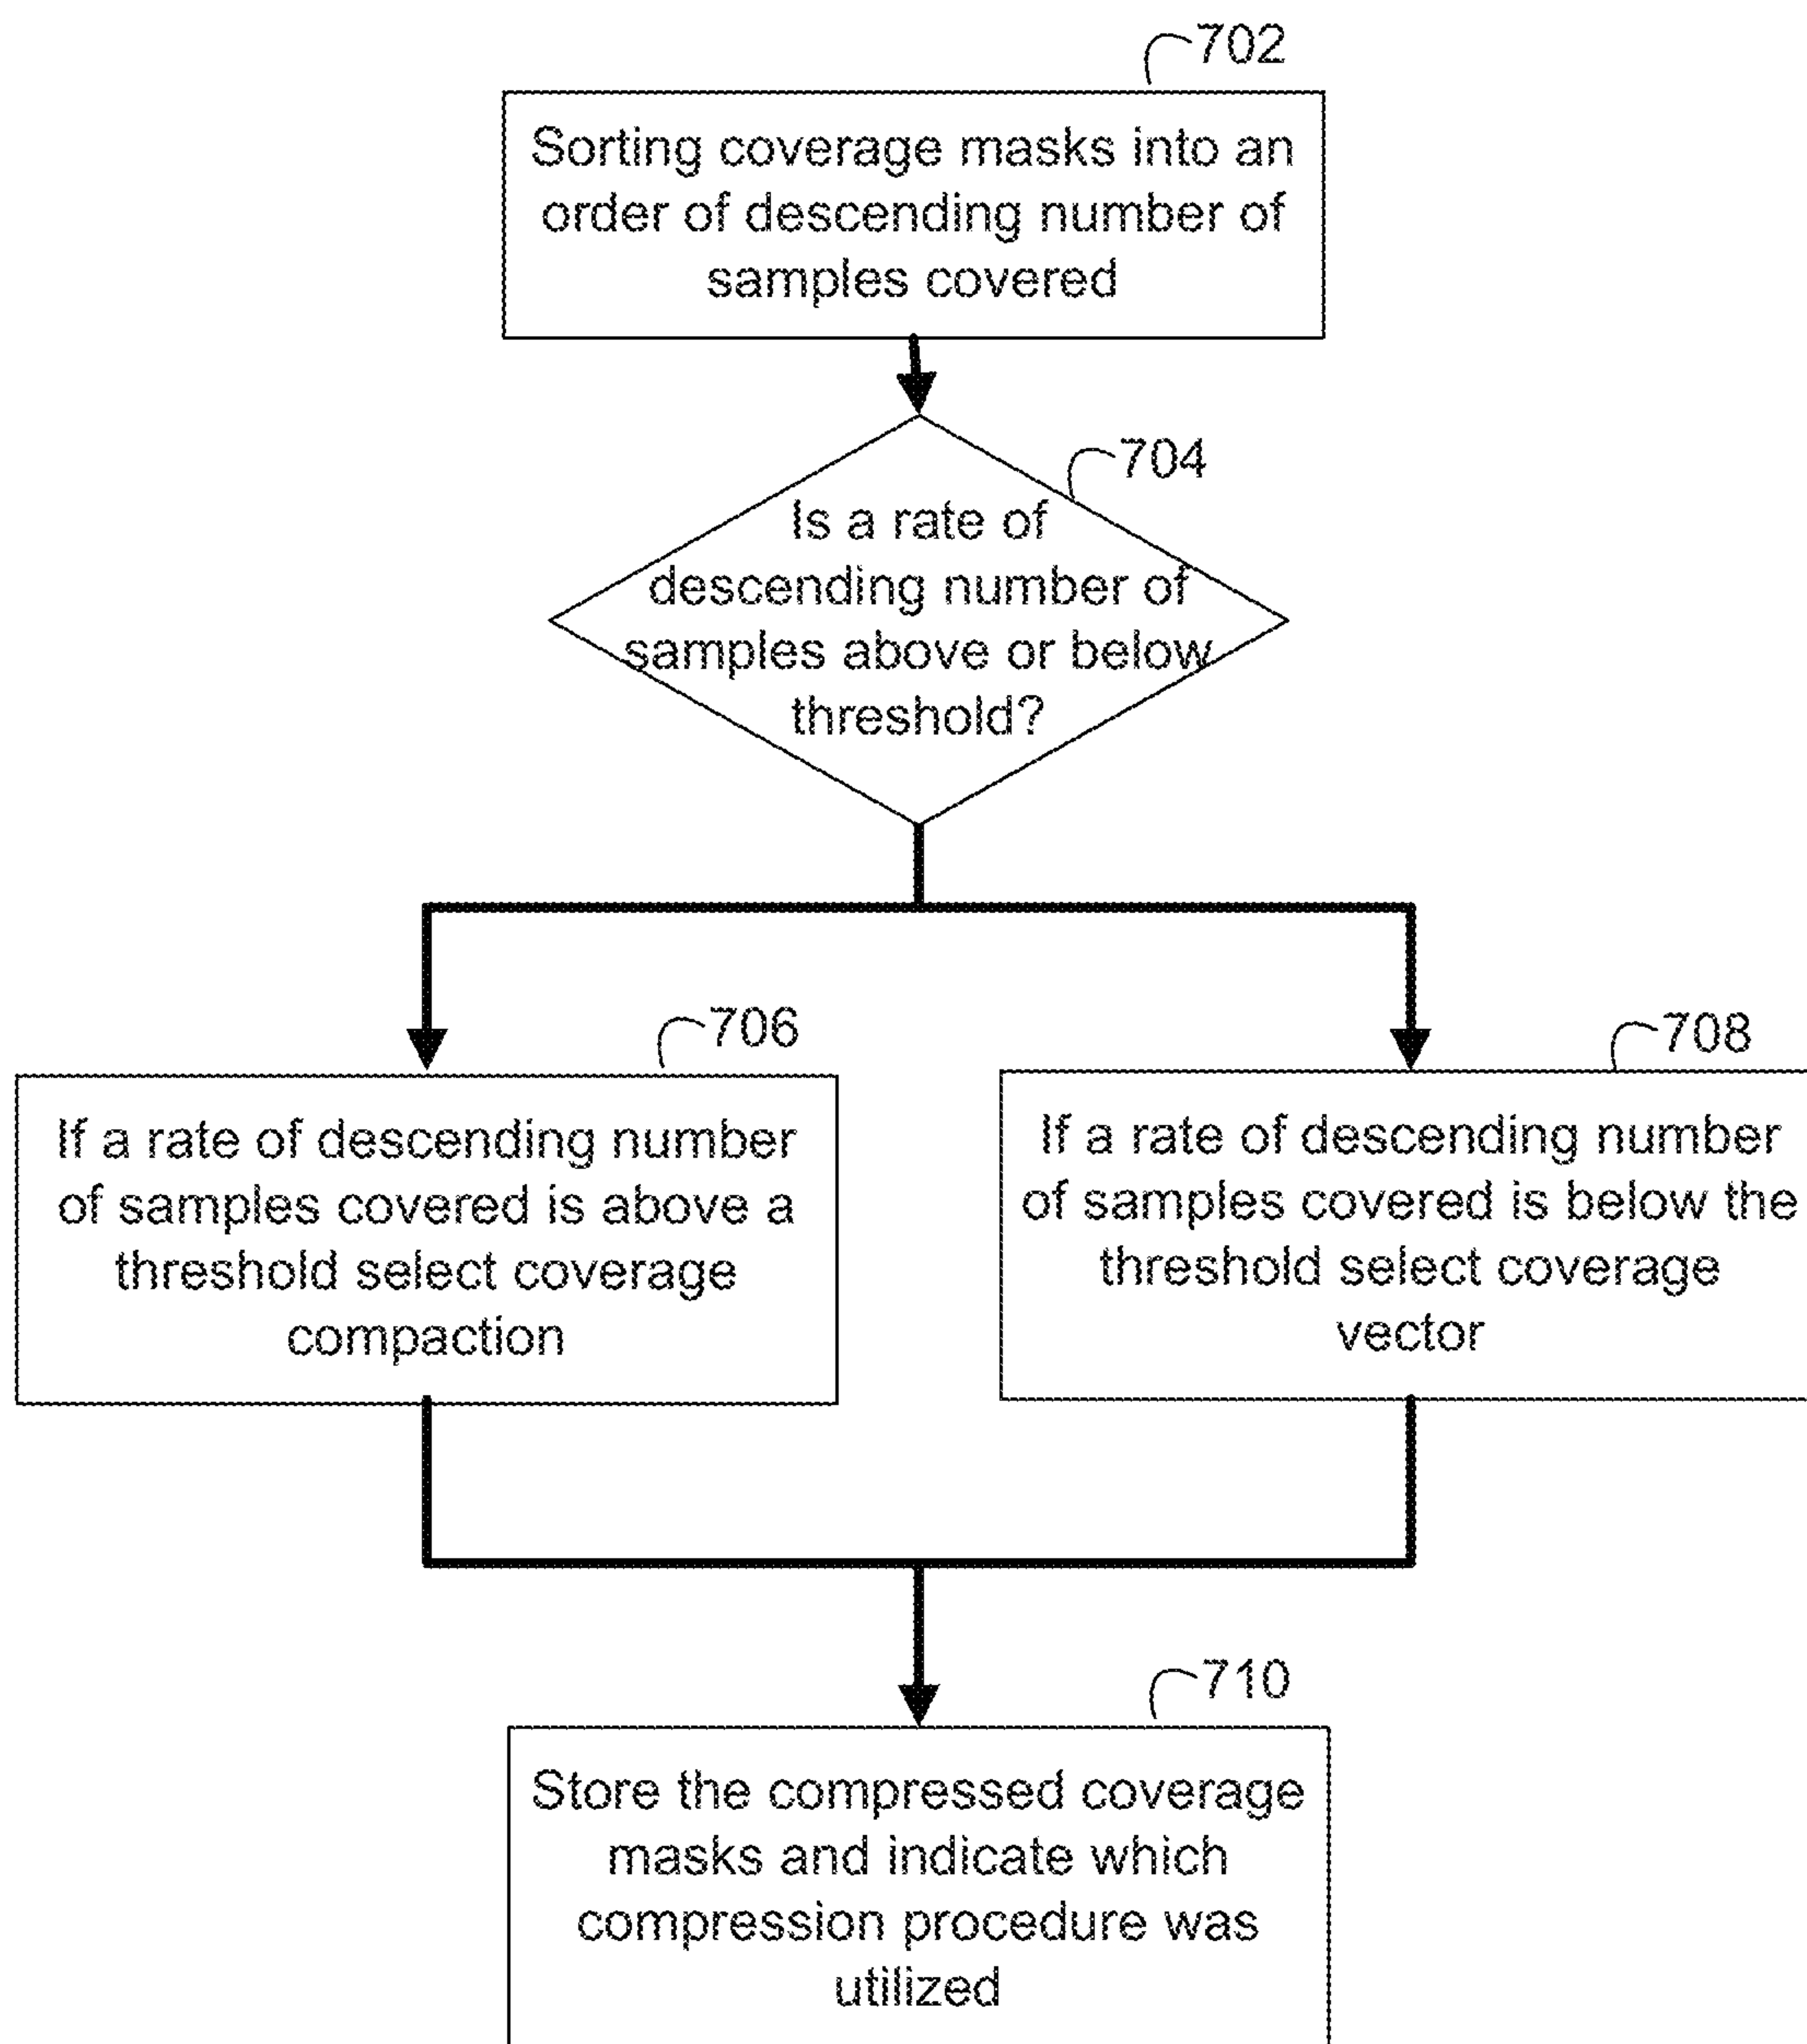 702
Sorting coverage masks into an
order of descending number of
samples covered
704
Is a rate of
descending number of
samples above or below
threshold?
706
If a rate of descending number
of samples covered is above a
threshold select coverage
compaction
708
If a rate of descending number
of samples covered is below the
threshold select coverage
vector
710
Store the compressed coverage
masks and indicate which
compression procedure was
utilized